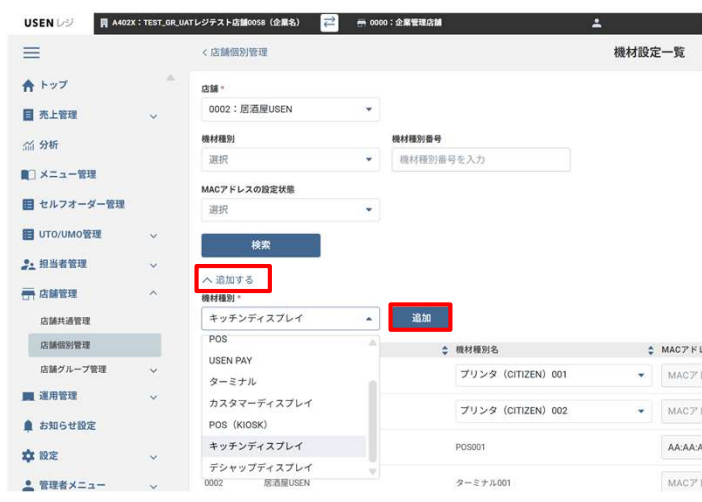 USEN レジ
A402X：TEST_GR_UATレジテスト店舗0058（企業名）
0000：企業管理店舗
＜ 店舗個別管理
機材設定一覧
トップ
売上管理
分析
メニュー管理
セルフオーダー管理
UTO/UMO管理
担当者管理
店舗管理
店舗共通管理
店舗個別管理
店舗グループ管理
運用管理
お知らせ設定
設定
管理者メニュー
店舗 *
0002：居酒屋USEN
機材種別
機材種別番号
選択
機材種別番号を入力
MACアドレスの設定状態
選択
検索
追加する
機材種別 *
キッチンディスプレイ
追加
POS
USEN PAY
ターミナル
カスタマーディスプレイ
POS（KIOSK）
キッチンディスプレイ
デシャップディスプレイ
機材種別名
MACアド
プリンタ（CITIZEN）001
MACア
プリンタ（CITIZEN）002
MACア
POS001
AA:AA:A
0002
居酒屋USEN
ターミナル001
MACア